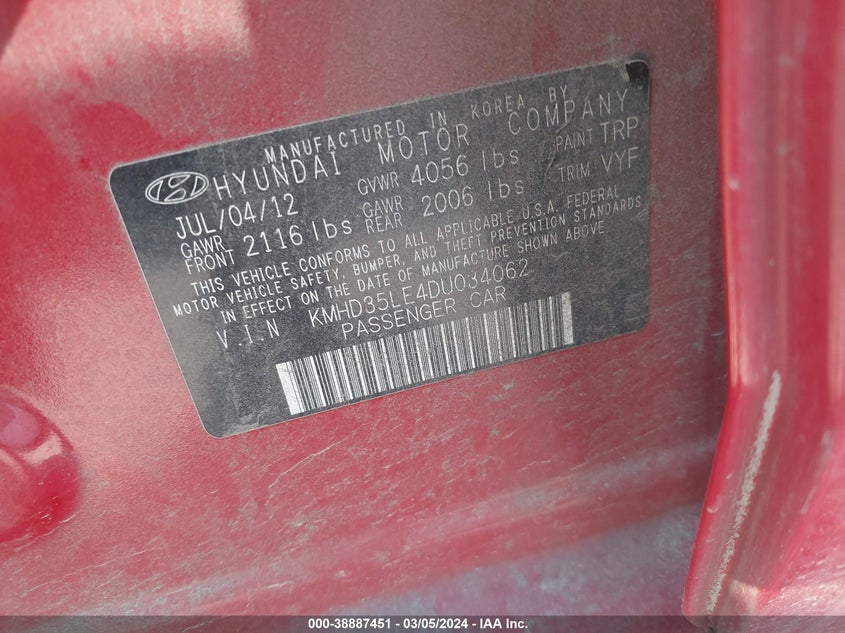 MANUFACTURED IN KOREA BY
HYUNDAI MOTOR COMPANY
JUL/04/12 GVWR 4056 lbs PAINT TRP
GAWR FRONT 2116 lbs GAWR REAR 2006 lbs TRIM VYF
THIS VEHICLE CONFORMS TO ALL APPLICABLE U.S.A. FEDERAL
MOTOR VEHICLE SAFETY, BUMPER, AND THEFT PREVENTION STANDARDS
IN EFFECT ON THE DATE OF MANUFACTURE SHOWN ABOVE
V.I.N KMHD35LE4DU034062
PASSENGER CAR
000-38887451 - 03/05/2024 - IAA Inc.